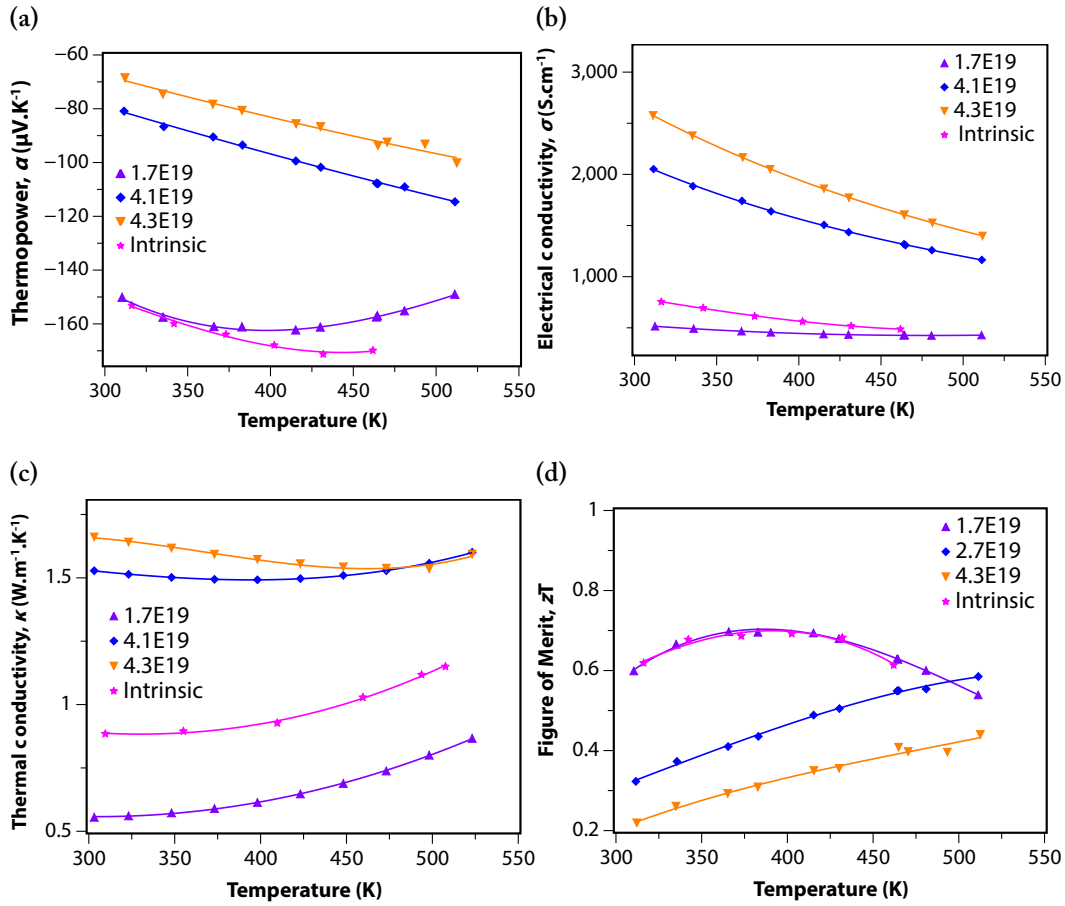 (a)
−60
−80
−100
−120
−140
−160
300
350
400
450
500
550
Thermopower, α (μV.K⁻¹)
Temperature (K)
1.7E19
4.1E19
4.3E19
Intrinsic
(b)
3,000
2,000
1,000
300
350
400
450
500
550
Electrical conductivity, σ (S.cm⁻¹)
Temperature (K)
1.7E19
4.1E19
4.3E19
Intrinsic
(c)
1.5
1
0.5
300
350
400
450
500
550
Thermal conductivity, κ (W.m⁻¹.K⁻¹)
Temperature (K)
1.7E19
4.1E19
4.3E19
Intrinsic
(d)
1
0.8
0.6
0.4
0.2
300
350
400
450
500
550
Figure of Merit, zT
Temperature (K)
1.7E19
2.7E19
4.3E19
Intrinsic